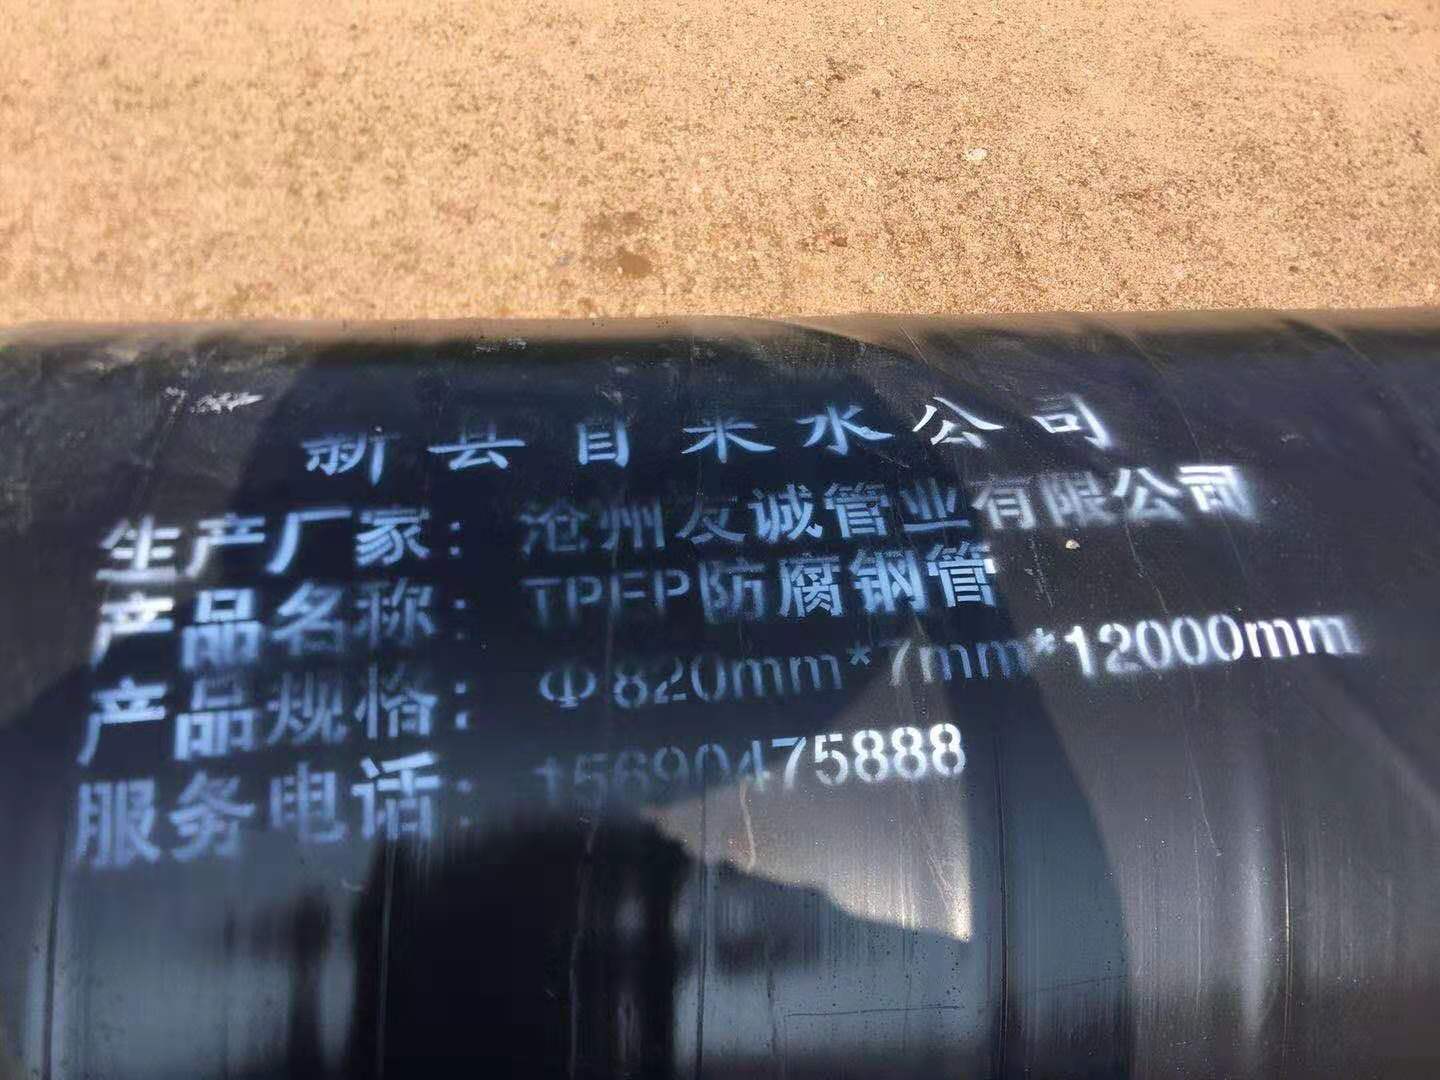 新县自来水公司
生产厂家：沧州友诚管业有限公司
产品名称：TPEP防腐钢管
产品规格：Φ820mm*7mm*12000mm
服务电话：15690475888